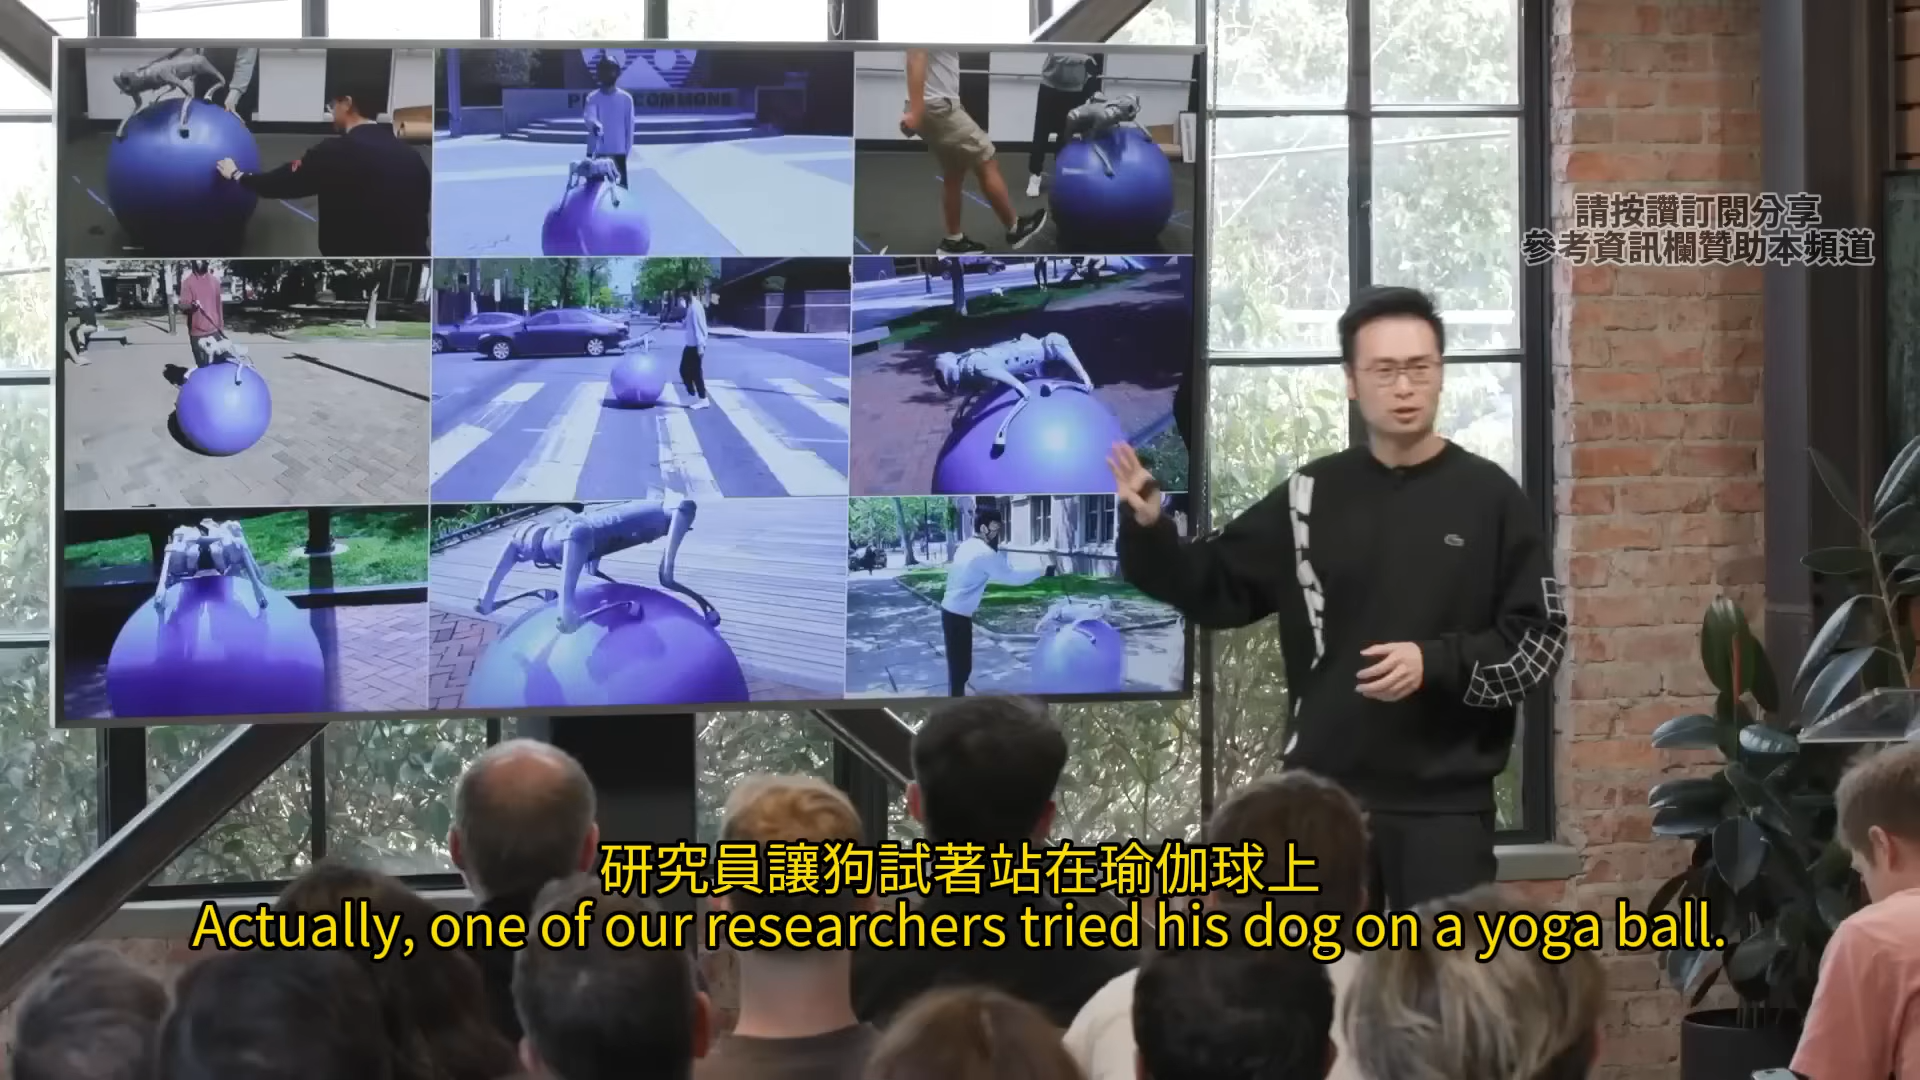 請按讚訂閱分享
參考資訊欄贊助本頻道
研究員讓狗試著站在瑜伽球上
Actually, one of our researchers tried his dog on a yoga ball.